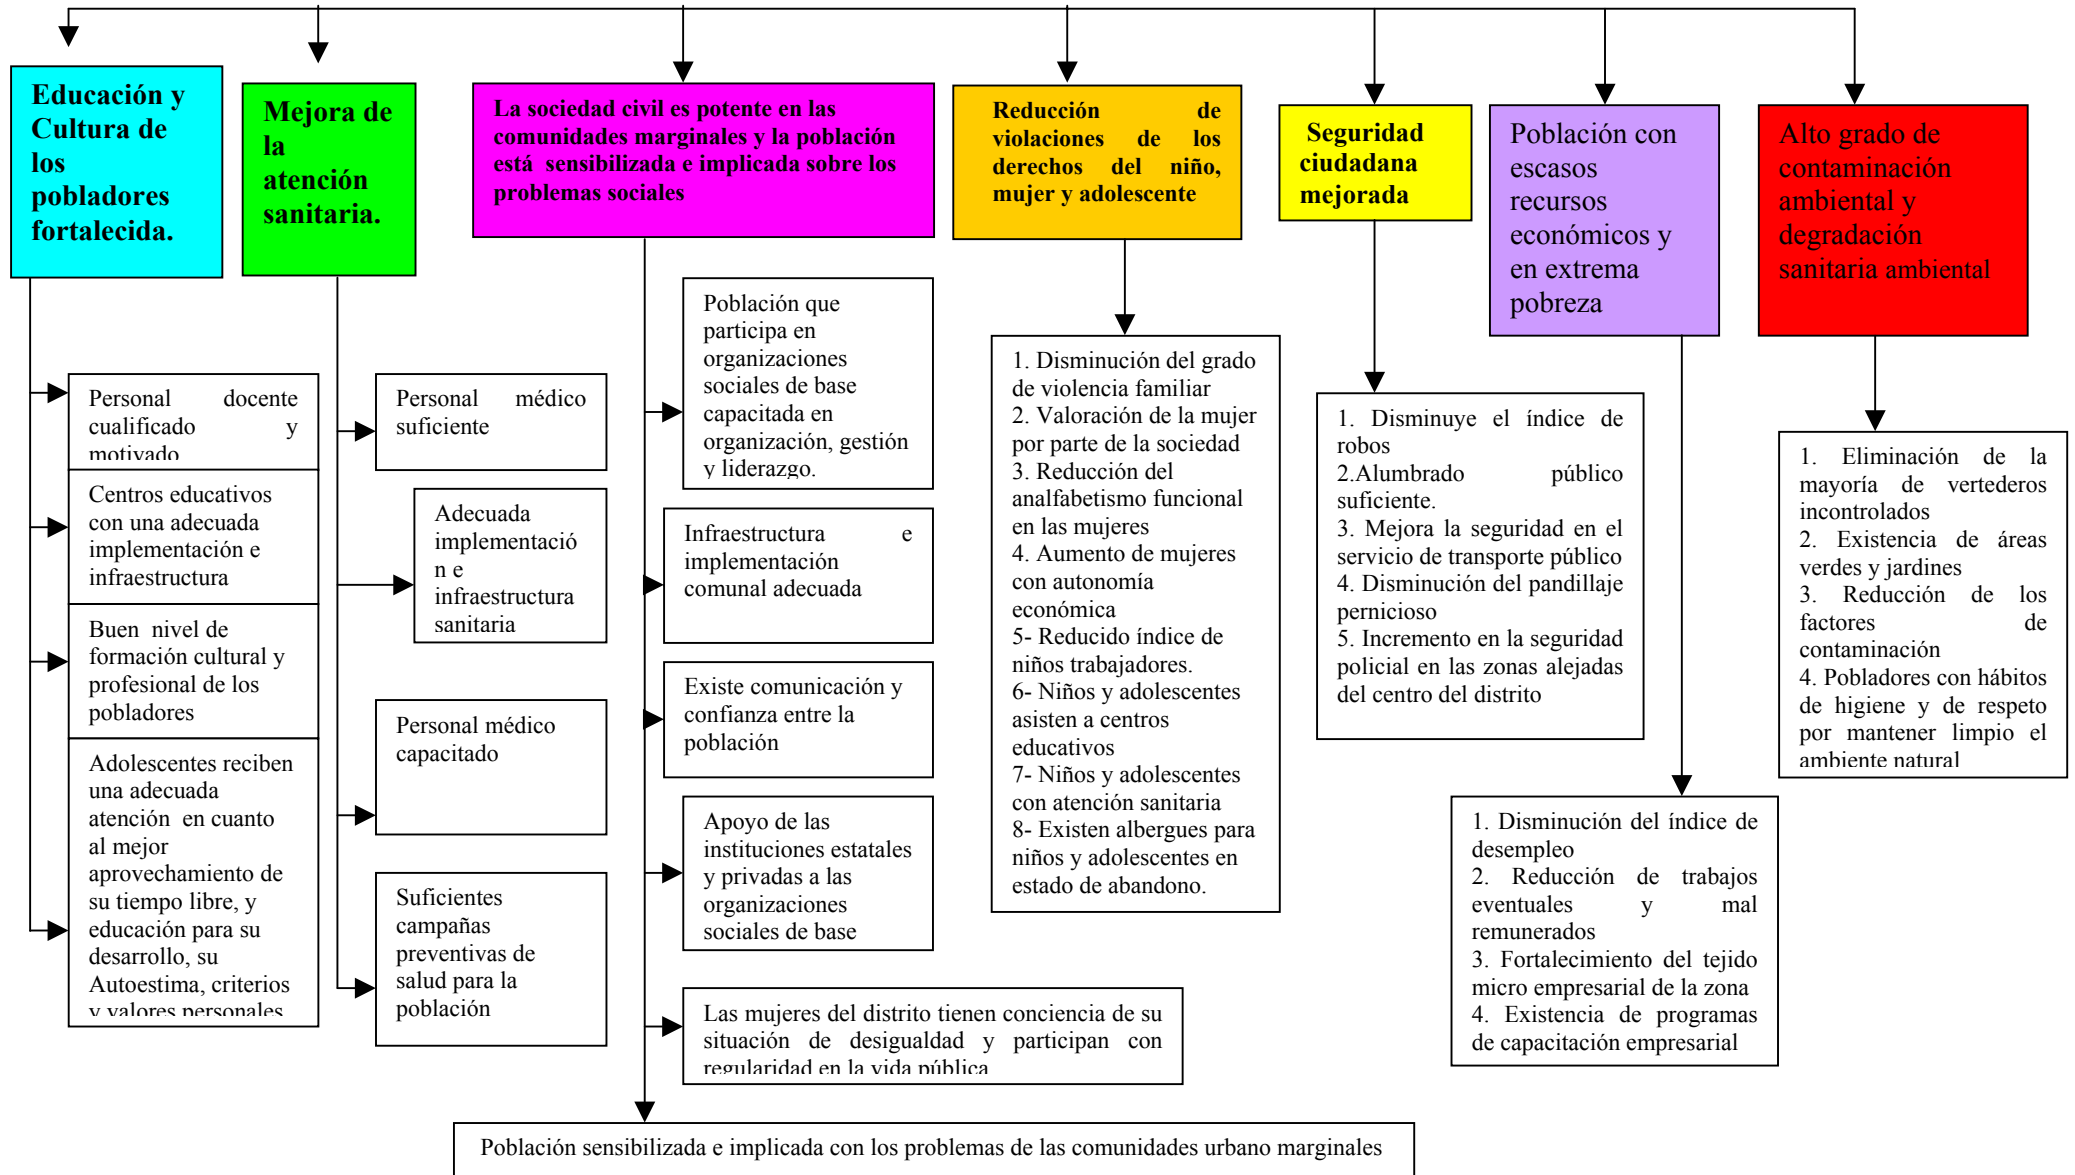 Educación y
Cultura de
los
pobladores
fortalecida.
Mejora de
la
atención
sanitaria.
La sociedad civil es potente en las
comunidades marginales y la población
está sensibilizada e implicada sobre los
problemas sociales
Reducción de
violaciones de los
derechos del niño,
mujer y adolescente
Seguridad
ciudadana
mejorada
Población con
escasos
recursos
económicos y
en extrema
pobreza
Alto grado de
contaminación
ambiental y
degradación
sanitaria ambiental
Personal docente
cualificado y
motivado
Centros educativos
con una adecuada
implementación e
infraestructura
Buen nivel de
formación cultural y
profesional de los
pobladores
Adolescentes reciben
una adecuada
atención en cuanto
al mejor
aprovechamiento de
su tiempo libre, y
educación para su
desarrollo, su
Autoestima, criterios
y valores personales
Personal médico
suficiente
Adecuada
implementació
n e
infraestructura
sanitaria
Personal médico
capacitado
Suficientes
campañas
preventivas de
salud para la
población
Población que
participa en
organizaciones
sociales de base
capacitada en
organización, gestión
y liderazgo.
Infraestructura e
implementación
comunal adecuada
Existe comunicación y
confianza entre la
población
Apoyo de las
instituciones estatales
y privadas a las
organizaciones
sociales de base
Las mujeres del distrito tienen conciencia de su
situación de desigualdad y participan con
regularidad en la vida pública
Población sensibilizada e implicada con los problemas de las comunidades urbano marginales
1. Disminución del grado
de violencia familiar
2. Valoración de la mujer
por parte de la sociedad
3. Reducción del
analfabetismo funcional
en las mujeres
4. Aumento de mujeres
con autonomía
económica
5- Reducido índice de
niños trabajadores.
6- Niños y adolescentes
asisten a centros
educativos
7- Niños y adolescentes
con atención sanitaria
8- Existen albergues para
niños y adolescentes en
estado de abandono.
1. Disminuye el índice de
robos
2.Alumbrado público
suficiente.
3. Mejora la seguridad en el
servicio de transporte público
4. Disminución del pandillaje
pernicioso
5. Incremento en la seguridad
policial en las zonas alejadas
del centro del distrito
1. Disminución del índice de
desempleo
2. Reducción de trabajos
eventuales y mal
remunerados
3. Fortalecimiento del tejido
micro empresarial de la zona
4. Existencia de programas
de capacitación empresarial
1. Eliminación de la
mayoría de vertederos
incontrolados
2. Existencia de áreas
verdes y jardines
3. Reducción de los
factores de
contaminación
4. Pobladores con hábitos
de higiene y de respeto
por mantener limpio el
ambiente natural